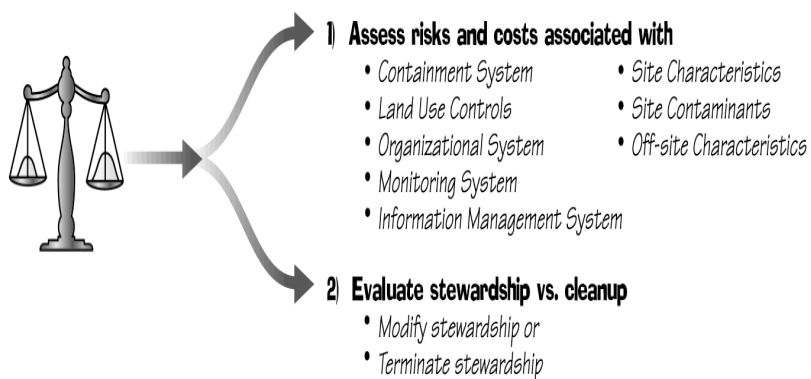 1) Assess risks and costs associated with
• Containment System
• Land Use Controls
• Organizational System
• Monitoring System
• Information Management System
• Site Characteristics
• Site Contaminants
• Off-site Characteristics
2) Evaluate stewardship vs. cleanup
• Modify stewardship or
• Terminate stewardship